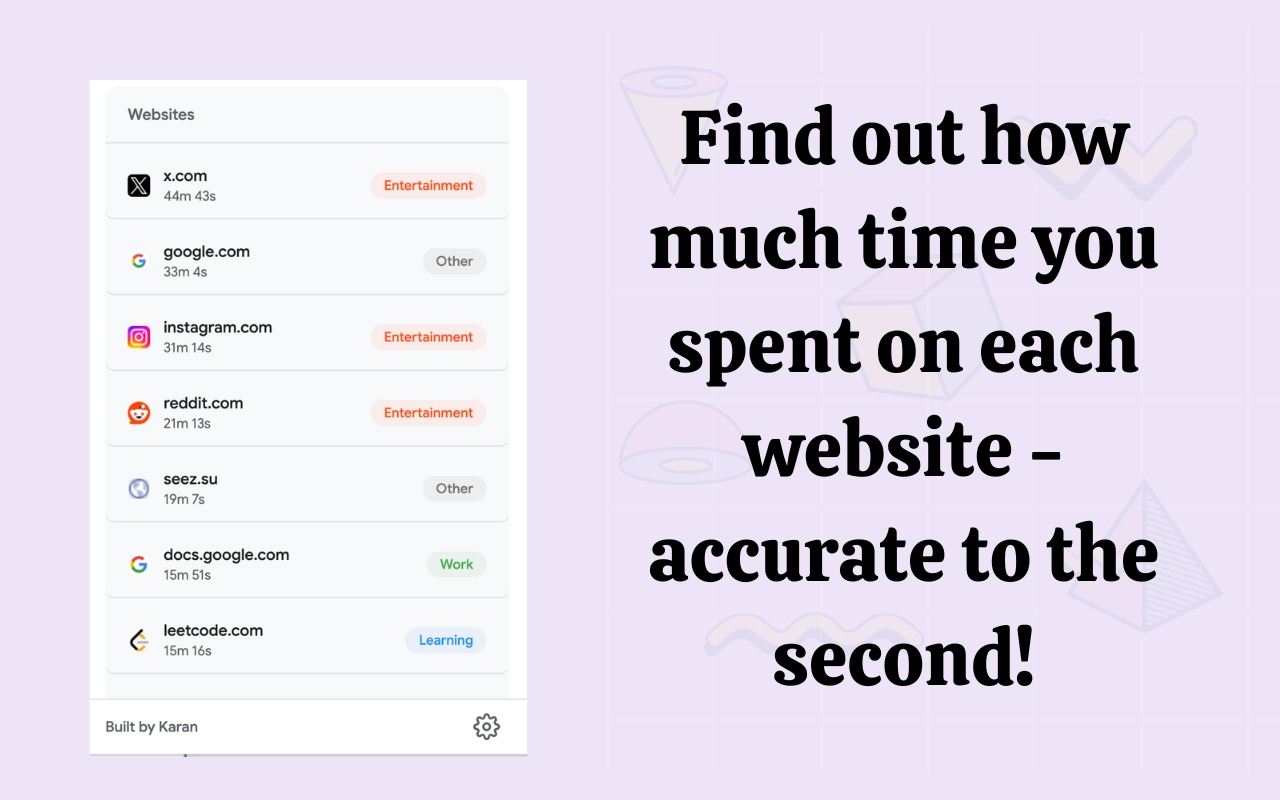 Websites
x.com
44m 43s
Entertainment
google.com
33m 4s
Other
instagram.com
31m 14s
Entertainment
reddit.com
21m 13s
Entertainment
seez.su
19m 7s
Other
docs.google.com
15m 51s
Work
leetcode.com
15m 16s
Learning
Built by Karan
Find out how
much time you
spent on each
website -
accurate to the
second!